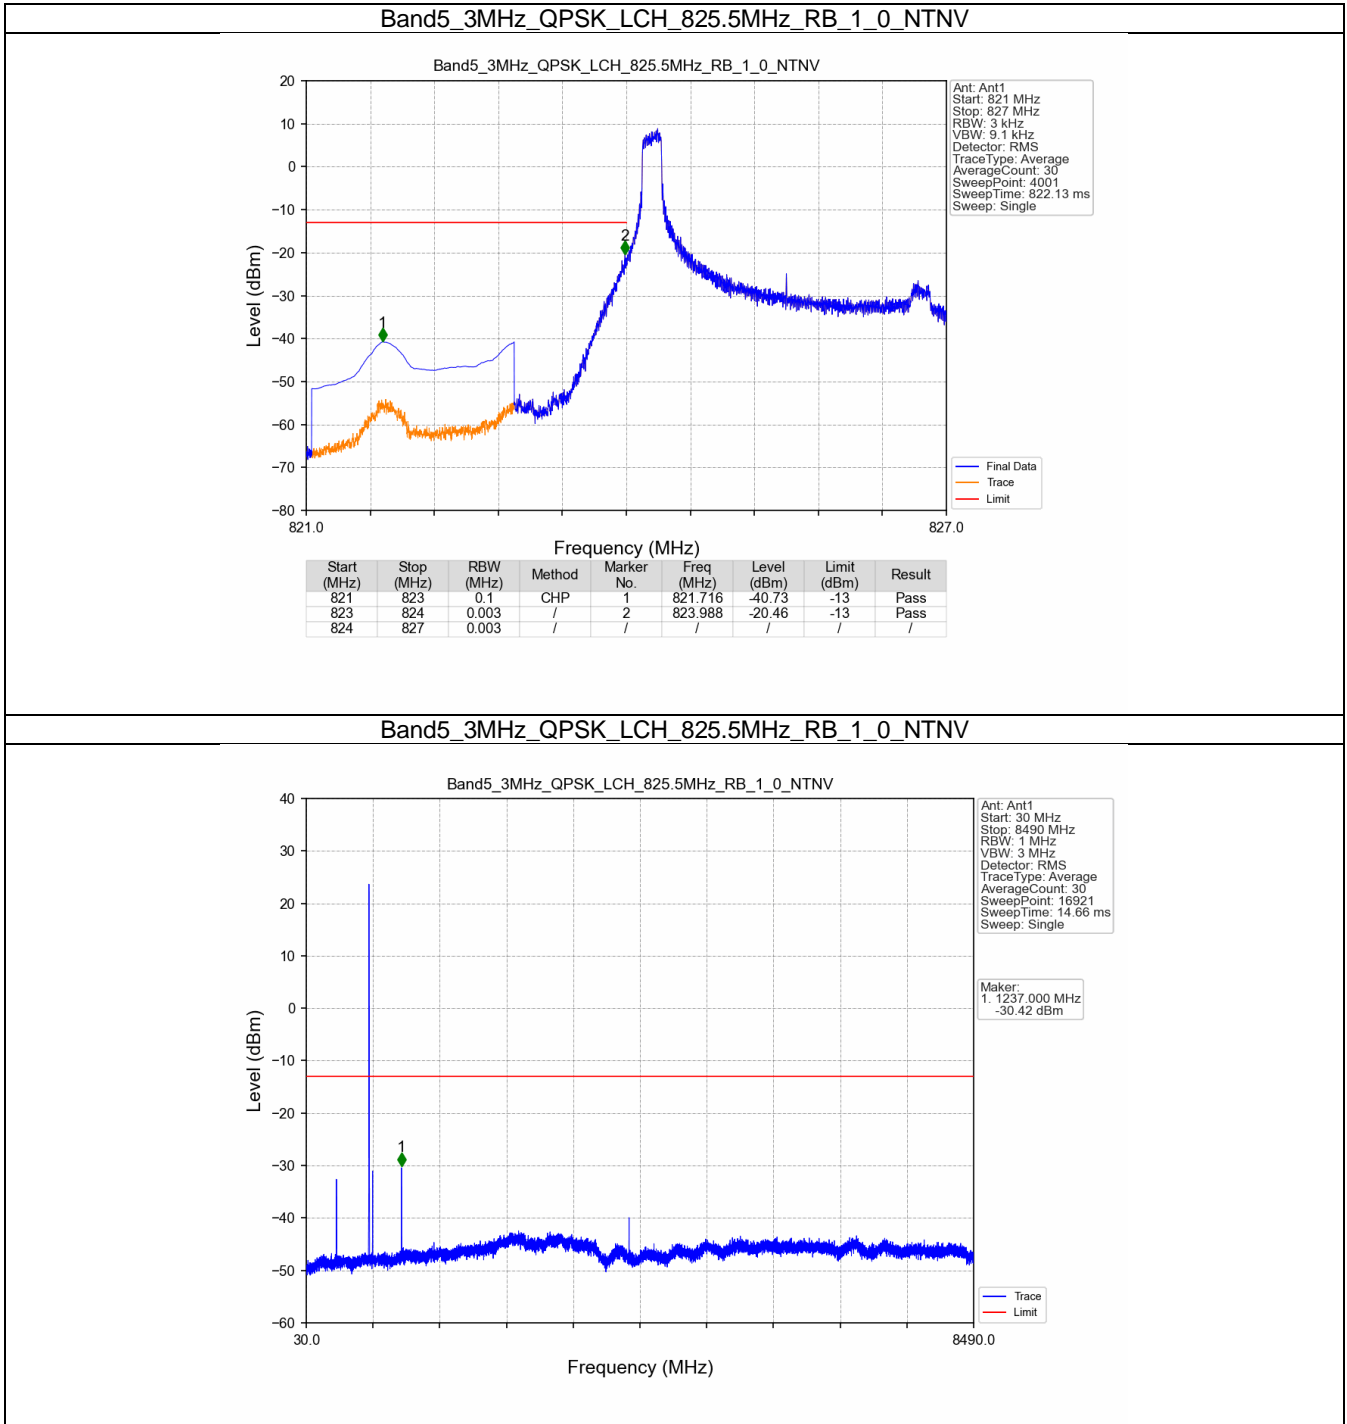 Band5_3MHz_QPSK_LCH_825.5MHz_RB_1_0_NTNV
Band5_3MHz_QPSK_LCH_825.5MHz_RB_1_0_NTNV
20
10
0
−10
−20
−30
−40
−50
−60
−70
−80
Level (dBm)
1
2
821.0
827.0
Frequency (MHz)
Ant: Ant1
Start: 821 MHz
Stop: 827 MHz
RBW: 3 kHz
VBW: 9.1 kHz
Detector: RMS
TraceType: Average
AverageCount: 30
SweepPoint: 4001
SweepTime: 822.13 ms
Sweep: Single
Final Data
Trace
Limit
Start (MHz) Stop (MHz) RBW (MHz) Method Marker No. Freq (MHz) Level (dBm) Limit (dBm) Result
821 823 0.1 CHP 1 821.716 -40.73 -13 Pass
823 824 0.003 / 2 823.988 -20.46 -13 Pass
824 827 0.003 / / / / / /
Band5_3MHz_QPSK_LCH_825.5MHz_RB_1_0_NTNV
Band5_3MHz_QPSK_LCH_825.5MHz_RB_1_0_NTNV
40
30
20
10
0
−10
−20
−30
−40
−50
−60
Level (dBm)
1
30.0
8490.0
Frequency (MHz)
Ant: Ant1
Start: 30 MHz
Stop: 8490 MHz
RBW: 1 MHz
VBW: 3 MHz
Detector: RMS
TraceType: Average
AverageCount: 30
SweepPoint: 16921
SweepTime: 14.66 ms
Sweep: Single
Maker:
1. 1237.000 MHz
-30.42 dBm
Trace
Limit